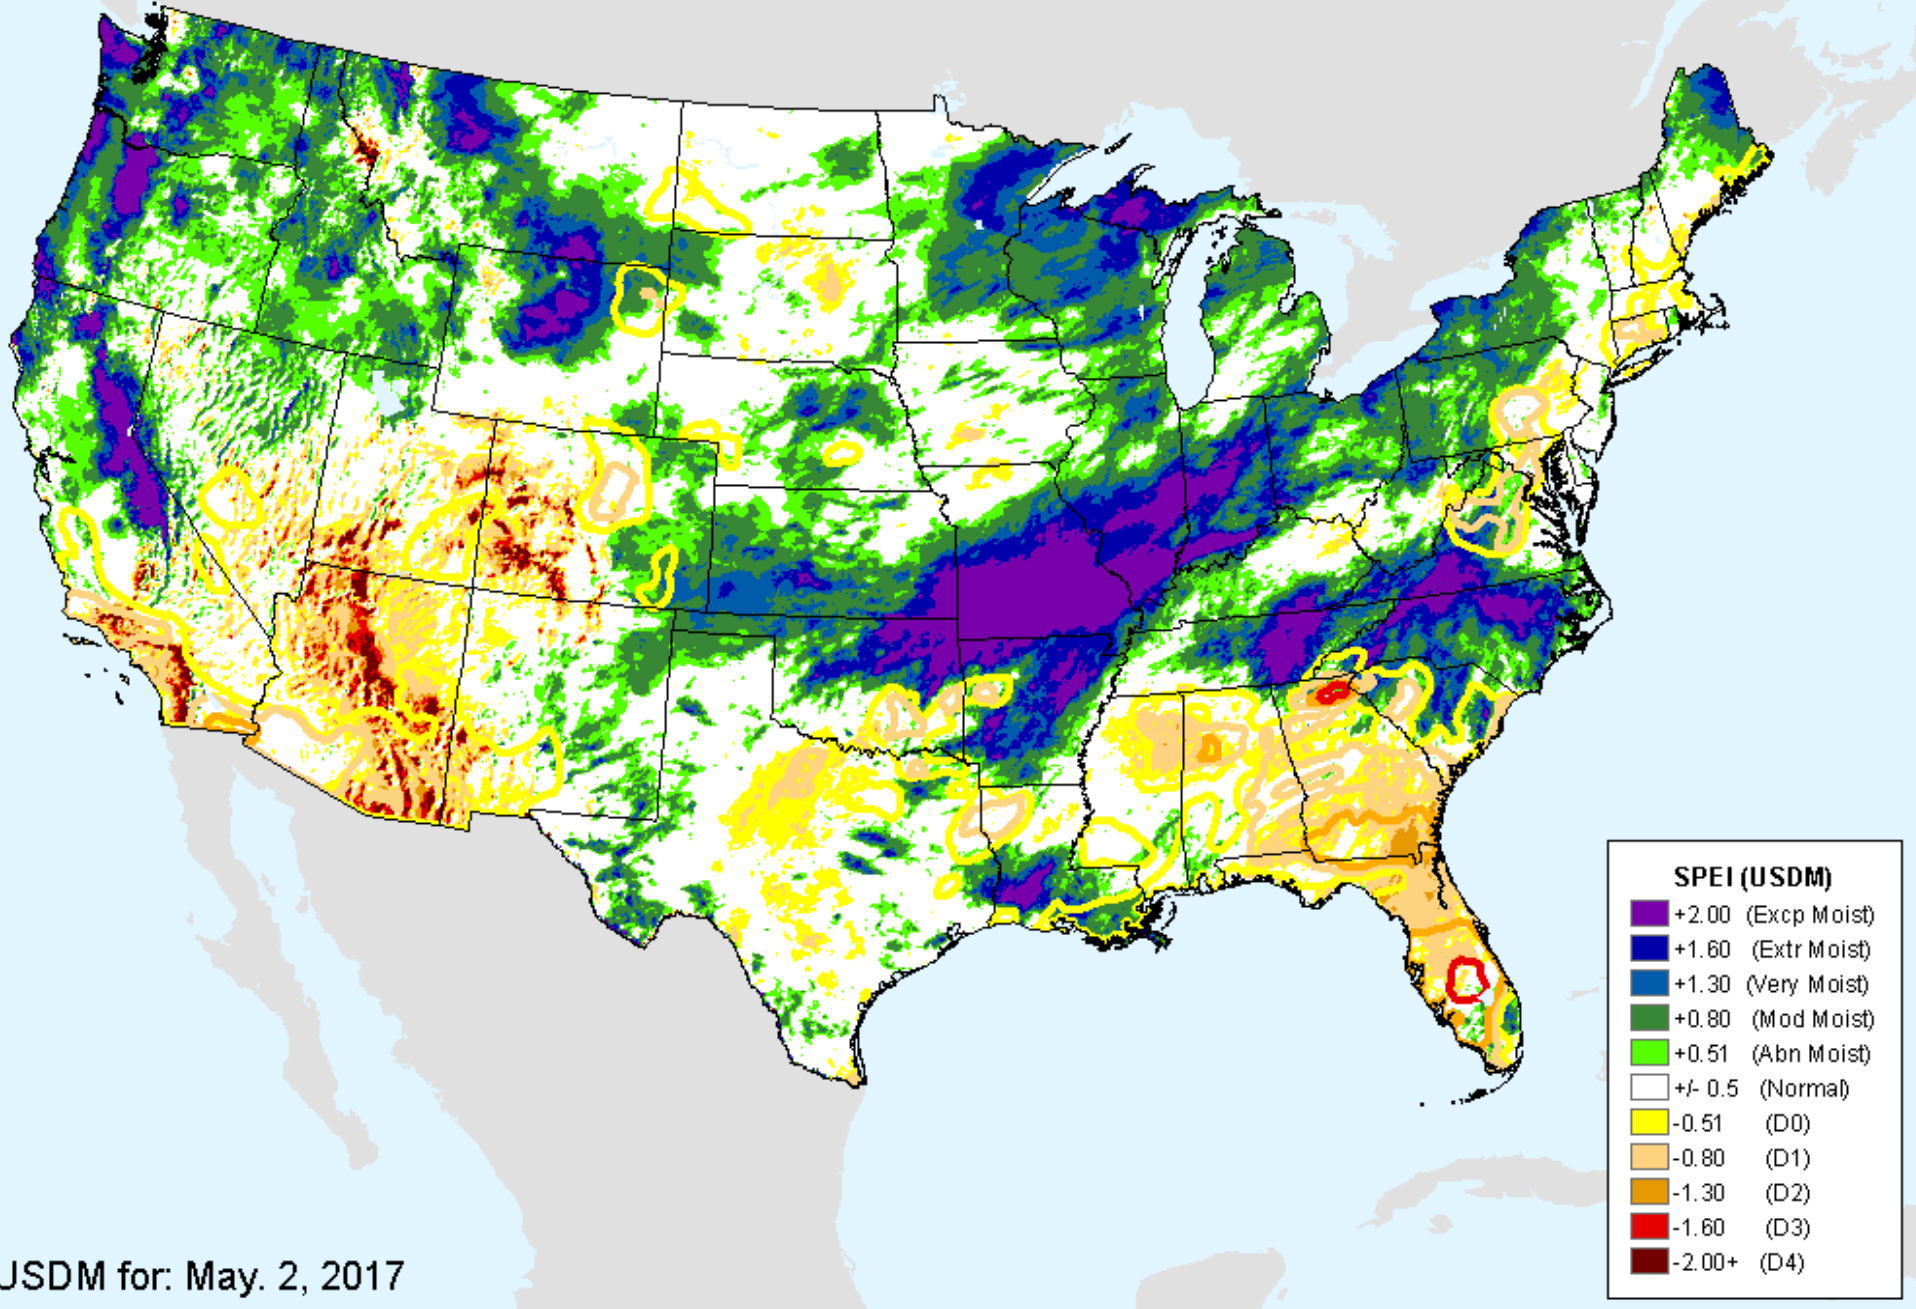 SPEI (USDM)
+2.00 (Excp Moist)
+1.60 (Extr Moist)
+1.30 (Very Moist)
+0.80 (Mod Moist)
+0.51 (Abn Moist)
+/- 0.5 (Normal)
-0.51 (D0)
-0.80 (D1)
-1.30 (D2)
-1.60 (D3)
-2.00+ (D4)
USDM for: May. 2, 2017